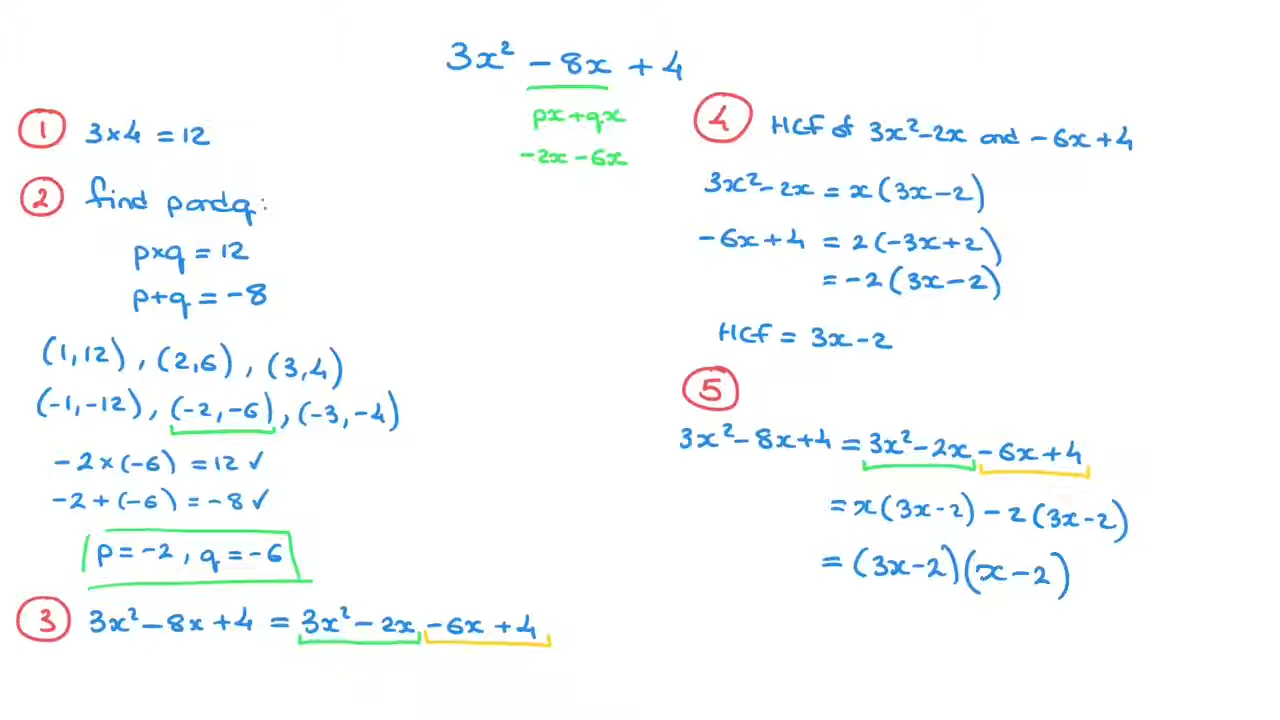 3x² - 8x + 4
px + qx
-2x - 6x
1 3×4 = 12
2 find p and q:
p×q = 12
p+q = -8
(1,12), (2,6), (3,4)
(-1,-12), (-2,-6), (-3,-4)
-2×(-6) = 12 ✓
-2+(-6) = -8 ✓
p = -2, q = -6
3 3x² - 8x + 4 = 3x² - 2x - 6x + 4
4 HCF of 3x² - 2x and -6x + 4
3x² - 2x = x(3x - 2)
-6x + 4 = 2(-3x + 2)
= -2(3x - 2)
HCF = 3x - 2
5
3x² - 8x + 4 = 3x² - 2x - 6x + 4
= x(3x - 2) - 2(3x - 2)
= (3x - 2)(x - 2)